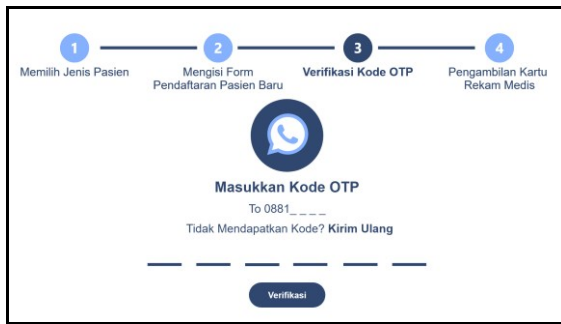 1
2
3
4
Memilih Jenis Pasien
Mengisi Form
Pendaftaran Pasien Baru
Verifikasi Kode OTP
Pengambilan Kartu
Rekam Medis
Masukkan Kode OTP
To 0881_ _ _ _
Tidak Mendapatkan Kode? Kirim Ulang
Verifikasi